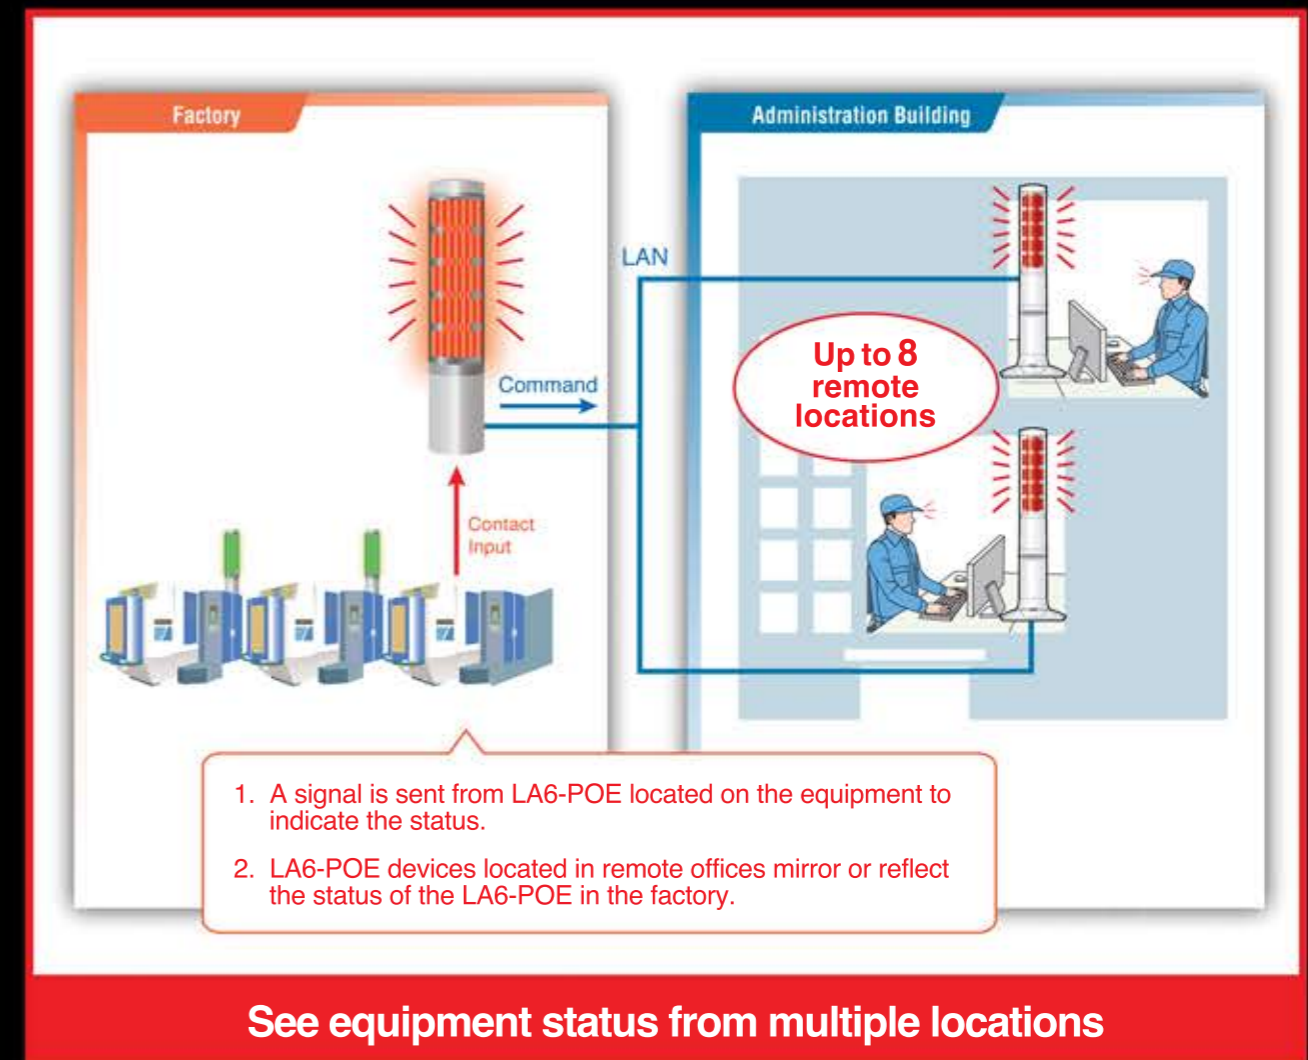 Factory
Administration Building
LAN
Command
Up to 8
remote
locations
Contact
Input
1. A signal is sent from LA6-POE located on the equipment to
indicate the status.
2. LA6-POE devices located in remote offices mirror or reflect
the status of the LA6-POE in the factory.
See equipment status from multiple locations